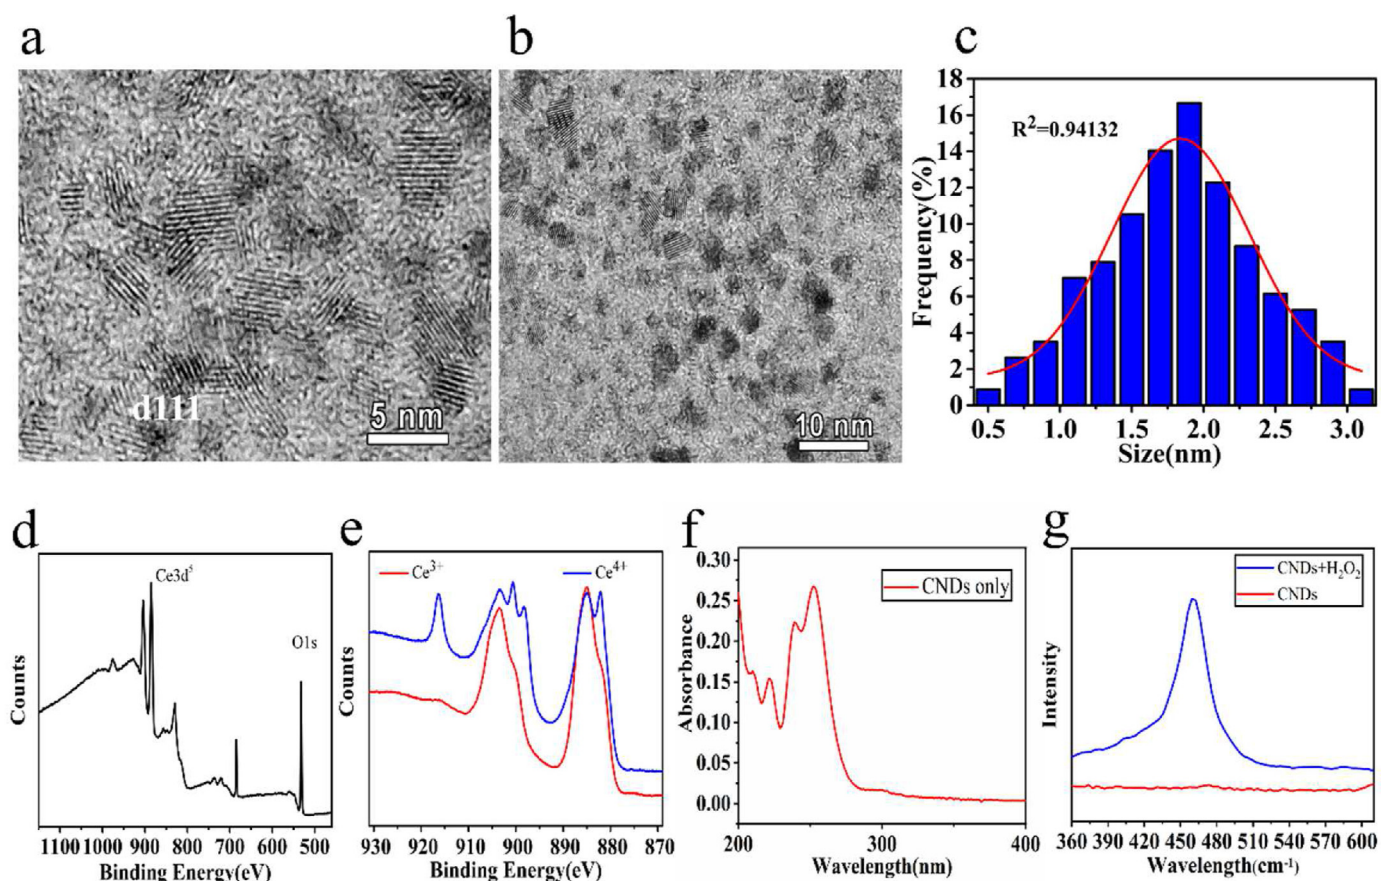 a
b
c
d111
5 nm
10 nm
R²=0.94132
Frequency(%)
18
16
14
12
10
8
6
4
2
0
0.5 1.0 1.5 2.0 2.5 3.0
Size(nm)
d
e
f
g
Ce3d⁵
O1s
Counts
1100 1000 900 800 700 600 500
Binding Energy(eV)
Ce³⁺
Ce⁴⁺
Counts
930 920 910 900 890 880 870
Binding Energy(eV)
CNDs only
Absorbance
0.30
0.25
0.20
0.15
0.10
0.05
0.00
200 300 400
Wavelength(nm)
CNDs+H₂O₂
CNDs
Intensity
360 390 420 450 480 510 540 570 600
Wavelength(cm⁻¹)